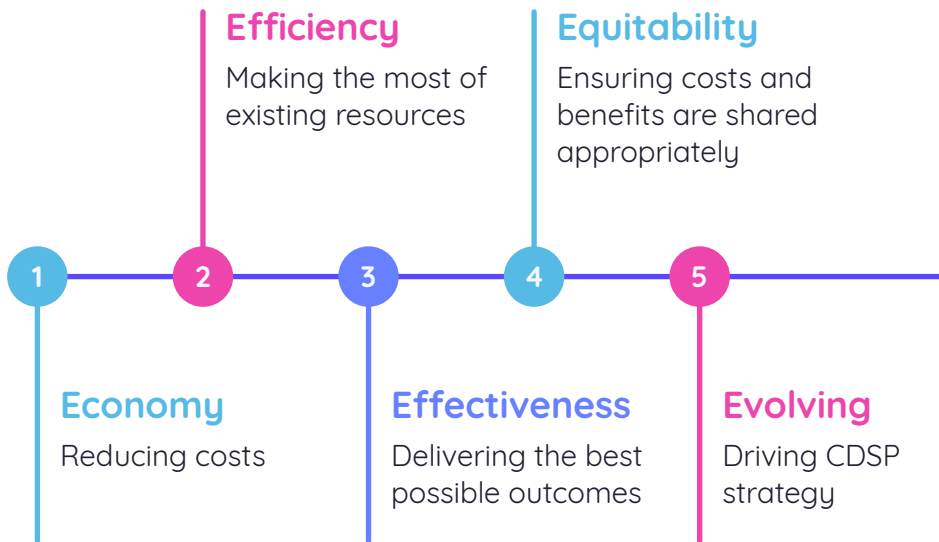 1
Economy
Reducing costs
2
Efficiency
Making the most of
existing resources
3
Effectiveness
Delivering the best
possible outcomes
4
Equitability
Ensuring costs and
benefits are shared
appropriately
5
Evolving
Driving CDSP
strategy